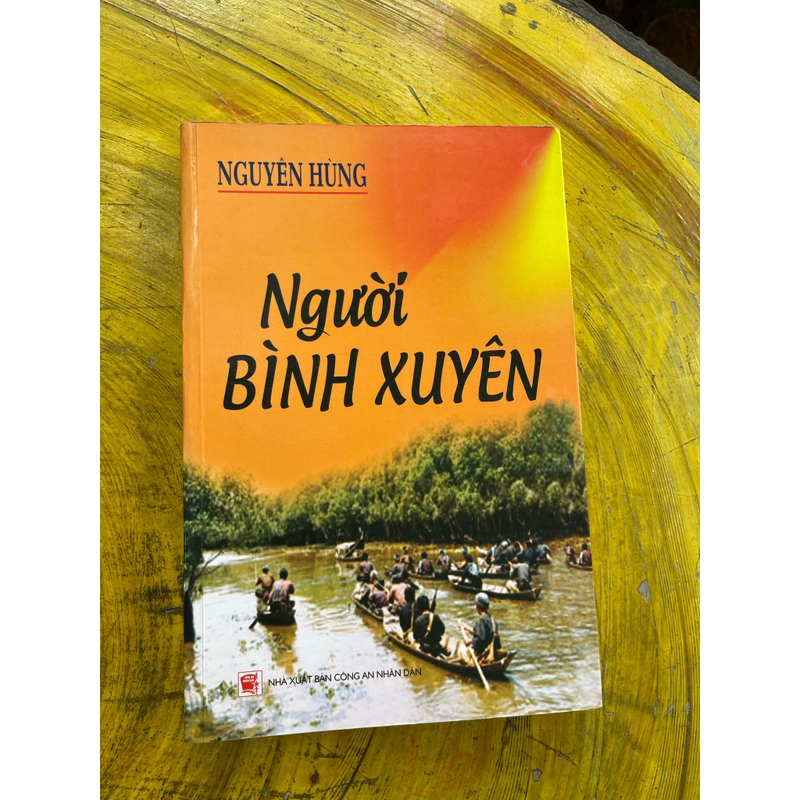 NGUYÊN HÙNG
Người
BÌNH XUYÊN
NHÀ XUẤT BẢN CÔNG AN NHÂN DÂN